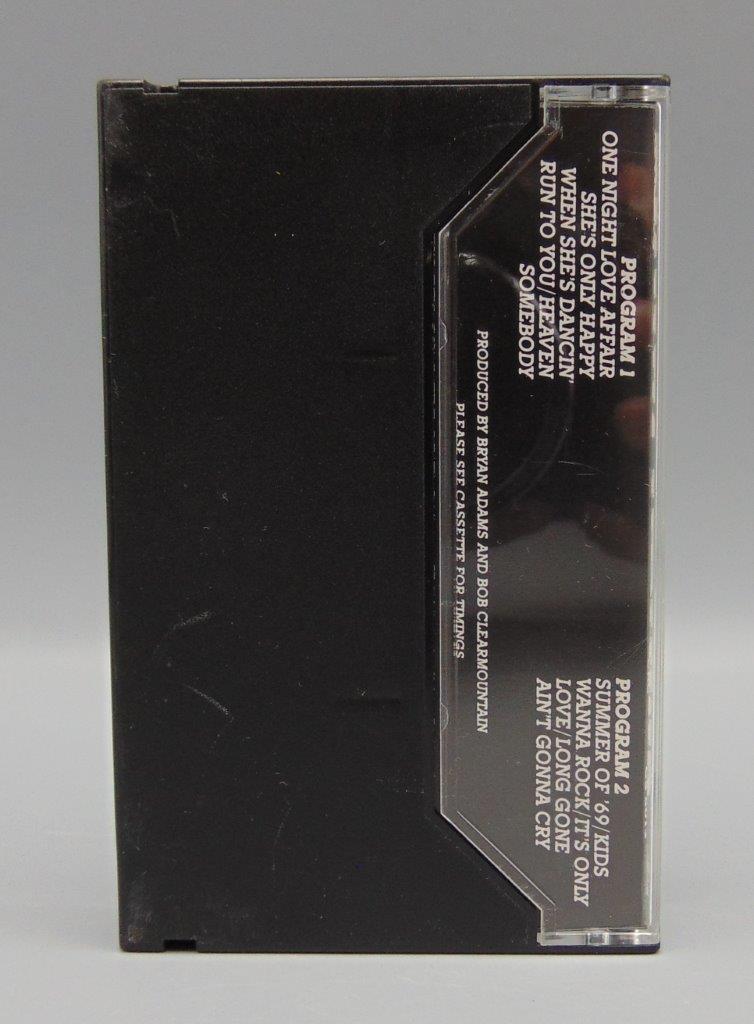 PROGRAM 1
ONE NIGHT LOVE AFFAIR
SHE'S ONLY HAPPY
WHEN SHE'S DANCIN'
RUN TO YOU/HEAVEN
SOMEBODY
PRODUCED BY BRYAN ADAMS AND BOB CLEARMOUNTAIN
PLEASE SEE CASSETTE FOR TIMINGS
PROGRAM 2
SUMMER OF '69/KIDS
WANNA ROCK/IT'S ONLY
LOVE/LONG GONE
AIN'T GONNA CRY